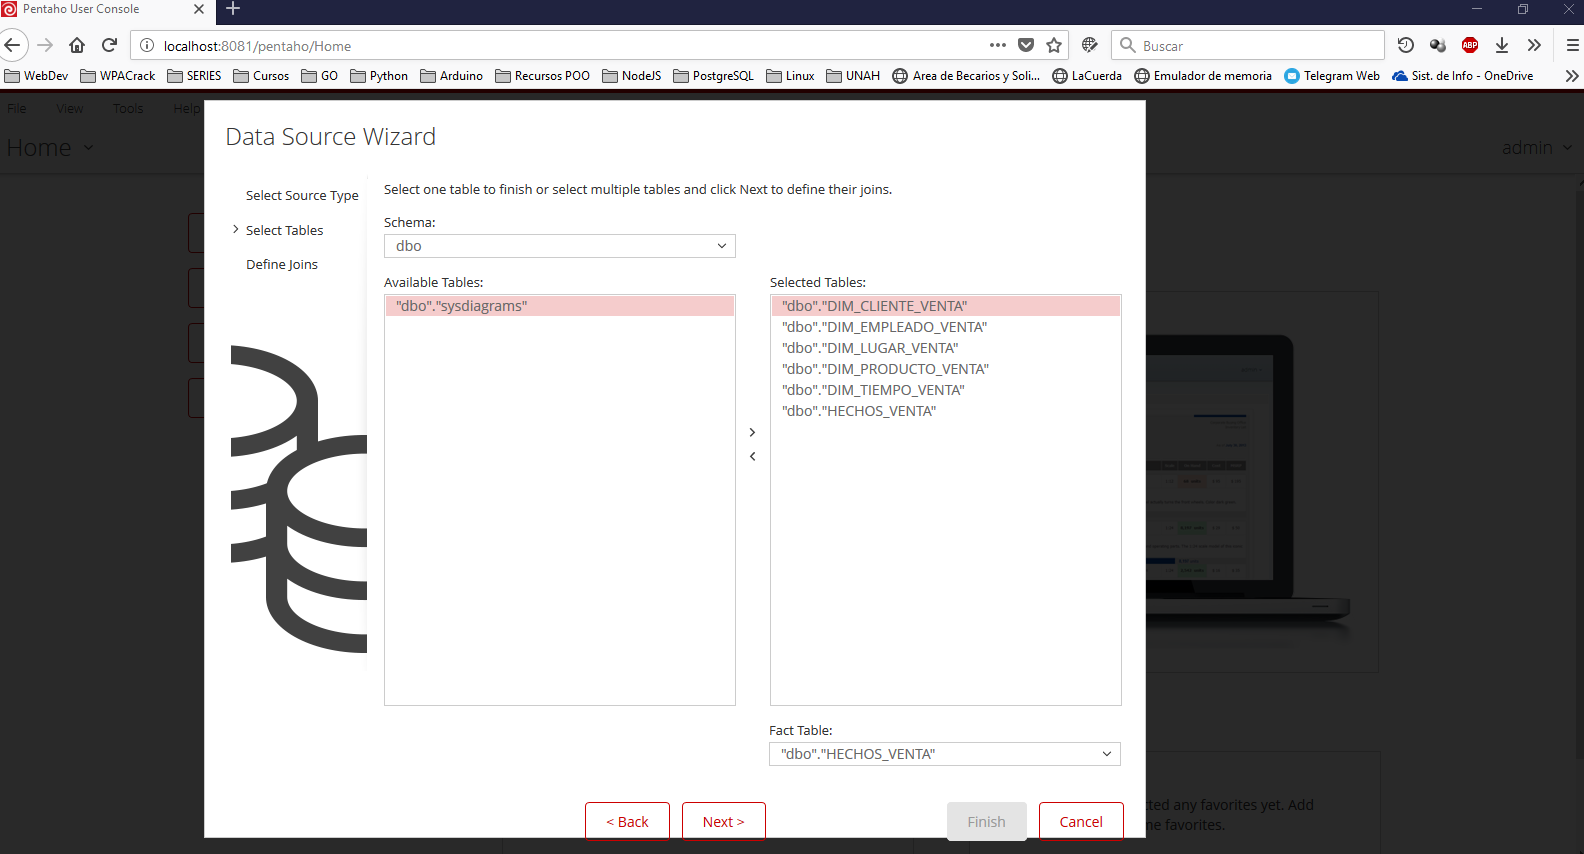 Pentaho User Console
localhost:8081/pentaho/Home
Buscar
ABP
WebDev WPACrack SERIES Cursos GO Python Arduino Recursos POO NodeJS PostgreSQL Linux UNAH Area de Becarios y Soli... LaCuerda Emulador de memoria Telegram Web Sist. de Info - OneDrive
File View Tools Help
Home
admin
Data Source Wizard
Select Source Type
Select Tables
Define Joins
Select one table to finish or select multiple tables and click Next to define their joins.
Schema:
dbo
Available Tables:
"dbo"."sysdiagrams"
Selected Tables:
"dbo"."DIM_CLIENTE_VENTA"
"dbo"."DIM_EMPLEADO_VENTA"
"dbo"."DIM_LUGAR_VENTA"
"dbo"."DIM_PRODUCTO_VENTA"
"dbo"."DIM_TIEMPO_VENTA"
"dbo"."HECHOS_VENTA"
Fact Table:
"dbo"."HECHOS_VENTA"
< Back
Next >
Finish
Cancel
cted any favorites yet. Add
me favorites.